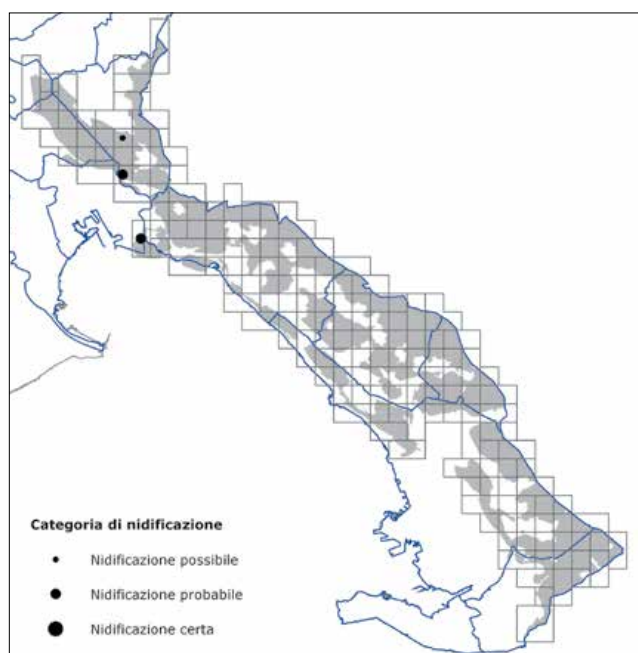 Categoria di nidificazione
Nidificazione possibile
Nidificazione probabile
Nidificazione certa